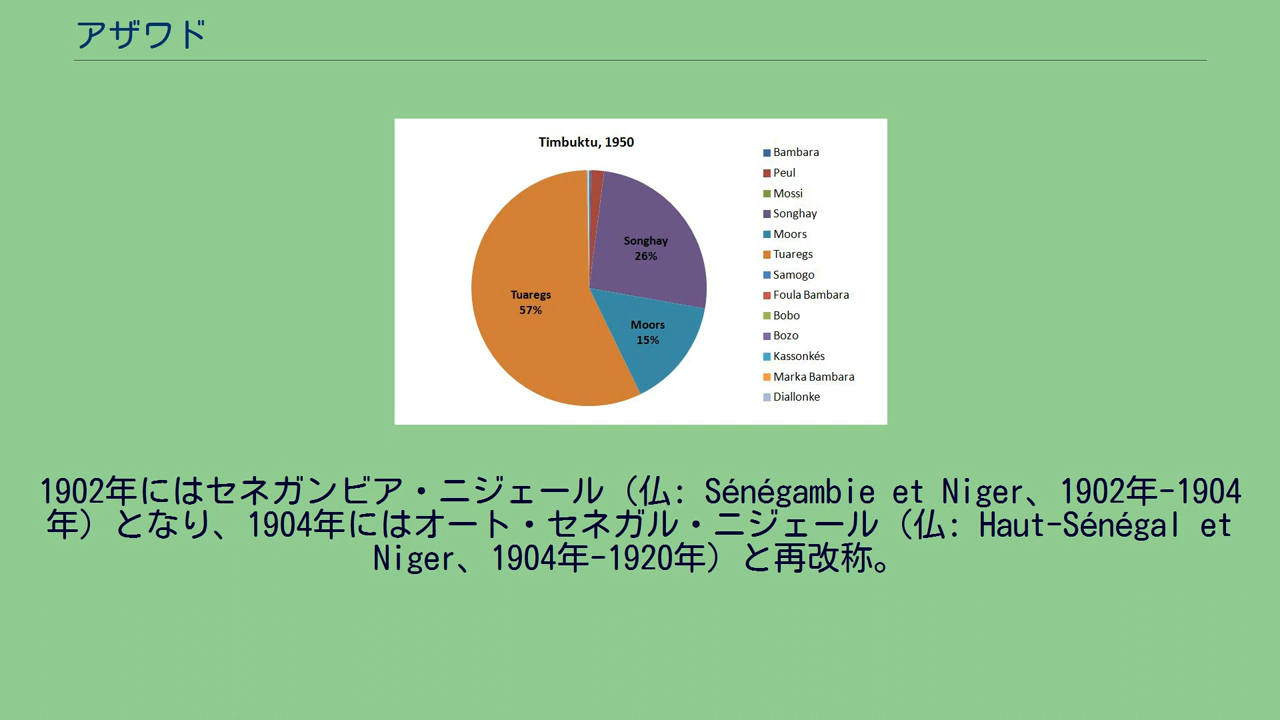 アザワド
Timbuktu, 1950
Songhay
26%
Tuaregs
57%
Moors
15%
Bambara
Peul
Mossi
Songhay
Moors
Tuaregs
Samogo
Foula Bambara
Bobo
Bozo
Kassonkés
Marka Bambara
Diallonke
1902年にはセネガンビア・ニジェール（仏: Sénégambie et Niger、1902年-1904
年）となり、1904年にはオート・セネガル・ニジェール（仏: Haut-Sénégal et
Niger、1904年-1920年）と再改称。